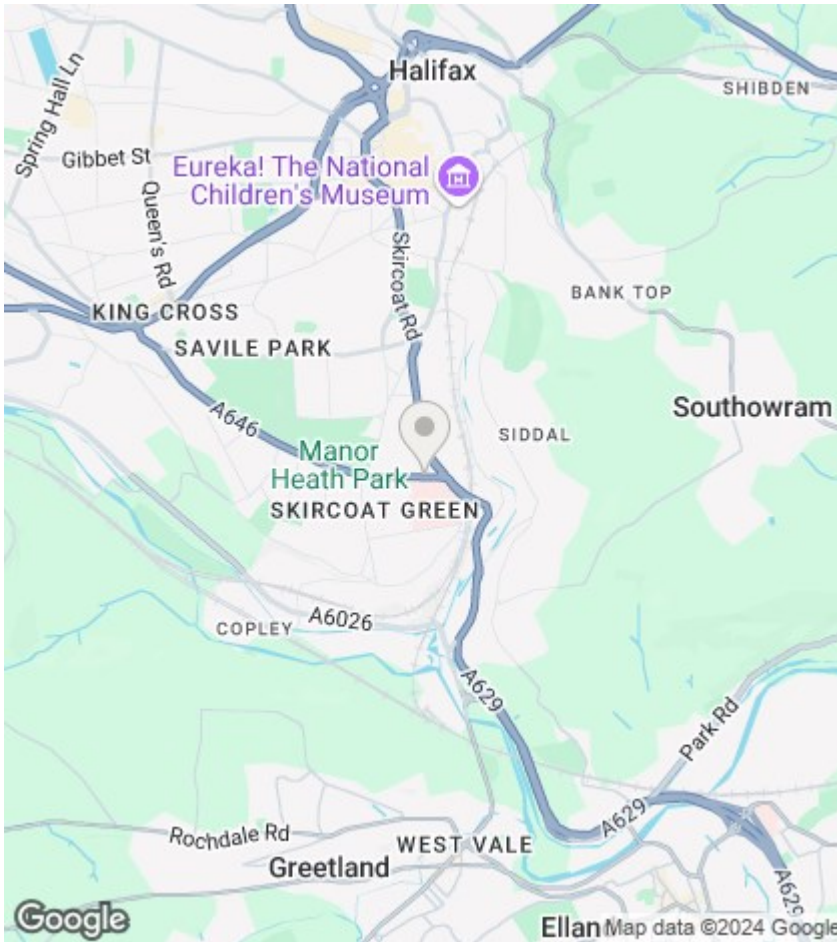 Halifax
SHIBDEN
Spring Hall Ln
Gibbet St
Eureka! The National
Children's Museum
Queen's Rd
Skircoat Rd
BANK TOP
KING CROSS
SAVILE PARK
Southowram
A646
SIDDAL
Manor
Heath Park
SKIRCOAT GREEN
A6026
COPLEY
A629
Park Rd
A629
Rochdale Rd
WEST VALE
Greetland
A629
Google
Ellan
Map data ©2024 Google